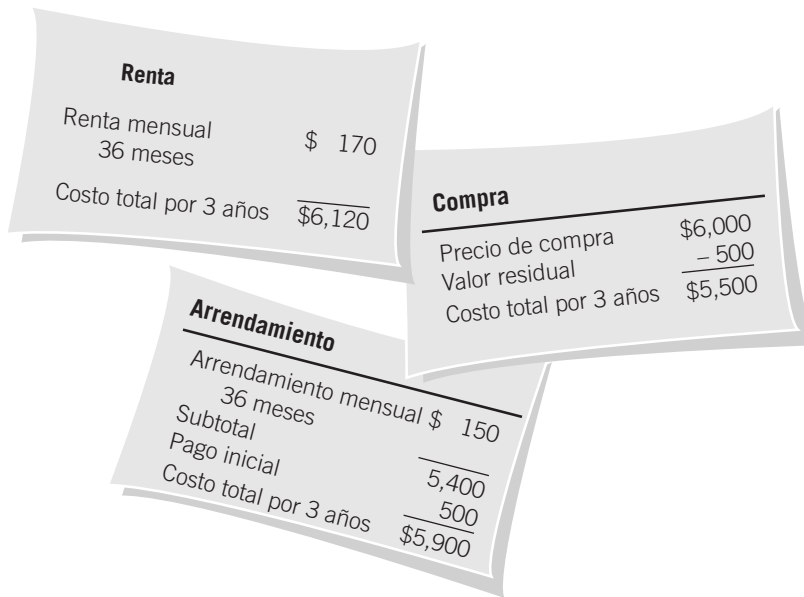 Renta
Renta mensual $ 170
36 meses
Costo total por 3 años $6,120
Compra
Precio de compra $6,000
Valor residual – 500
Costo total por 3 años $5,500
Arrendamiento
Arrendamiento mensual $ 150
36 meses
Subtotal 5,400
Pago inicial 500
Costo total por 3 años $5,900